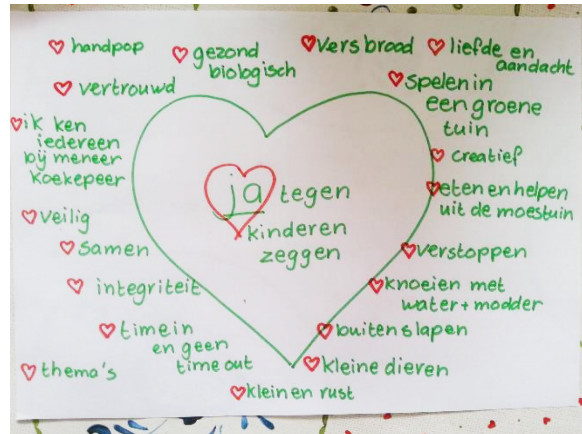 handpop
gezond
biologisch
vers brood
liefde en
aandacht
vertrouwd
spelen in
een groene
tuin
ik ken
iedereen
bij meneer
koekepeer
creatief
ja tegen
kinderen
zeggen
eten en helpen
uit de moestuin
veilig
samen
verstoppen
integriteit
knoeien met
water + modder
time in
en geen
time out
buiten slapen
thema's
kleine dieren
klein en rust